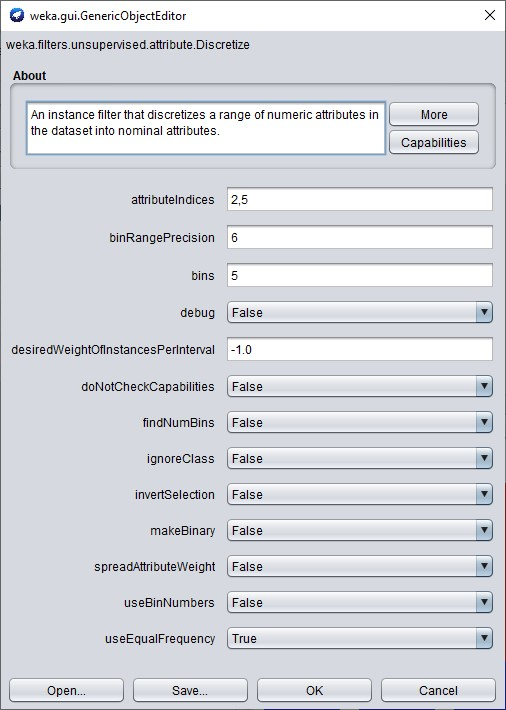 weka.gui.GenericObjectEditor
weka.filters.unsupervised.attribute.Discretize
About
An instance filter that discretizes a range of numeric attributes in
the dataset into nominal attributes.
More
Capabilities
attributeIndices 2,5
binRangePrecision 6
bins 5
debug False
desiredWeightOfInstancesPerInterval -1.0
doNotCheckCapabilities False
findNumBins False
ignoreClass False
invertSelection False
makeBinary False
spreadAttributeWeight False
useBinNumbers False
useEqualFrequency True
Open... Save... OK Cancel